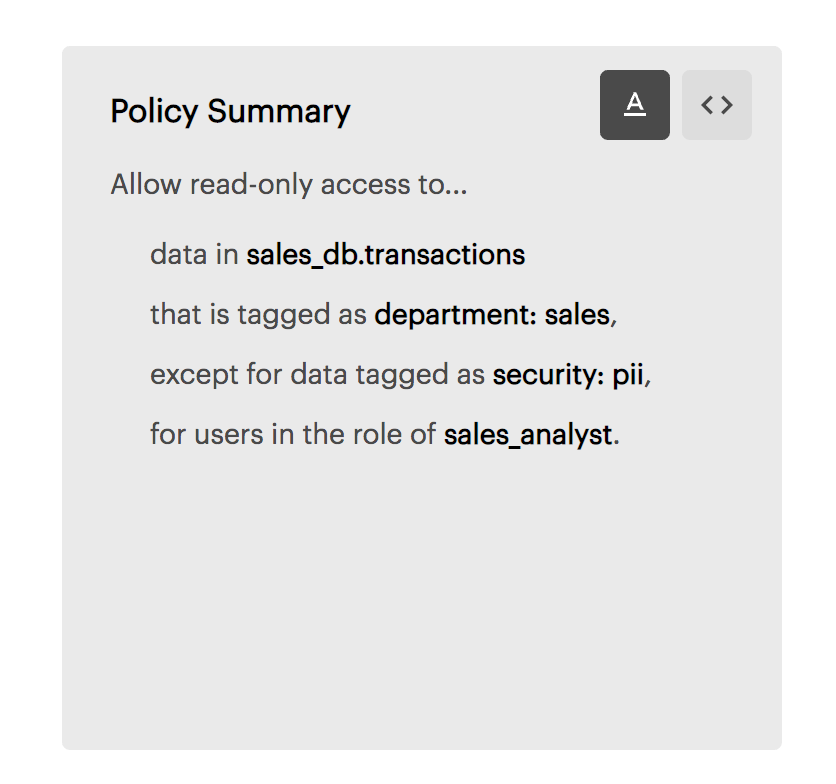 Policy Summary
A
<>
Allow read-only access to...
data in sales_db.transactions
that is tagged as department: sales,
except for data tagged as security: pii,
for users in the role of sales_analyst.